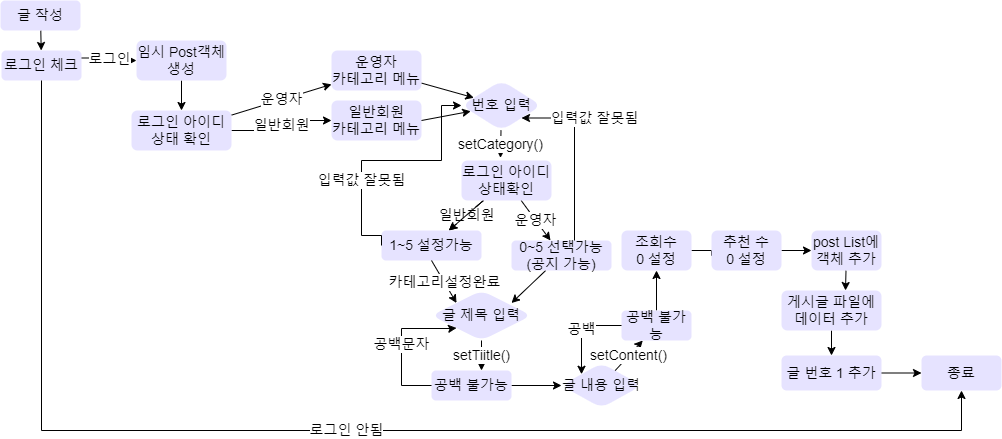 글 작성
로그인 체크
로그인
임시 Post객체
생성
로그인 아이디
상태 확인
운영자
일반회원
운영자
카테고리 메뉴
일반회원
카테고리 메뉴
번호 입력
입력값 잘못됨
setCategory()
로그인 아이디
상태확인
입력값 잘못됨
일반회원
운영자
1~5 설정가능
0~5 선택가능
(공지 가능)
카테고리설정완료
글 제목 입력
공백문자
setTiitle()
공백 불가능
글 내용 입력
setContent()
공백
공백 불가
능
조회수
0 설정
추천 수
0 설정
post List에
객체 추가
게시글 파일에
데이터 추가
글 번호 1 추가
종료
로그인 안됨